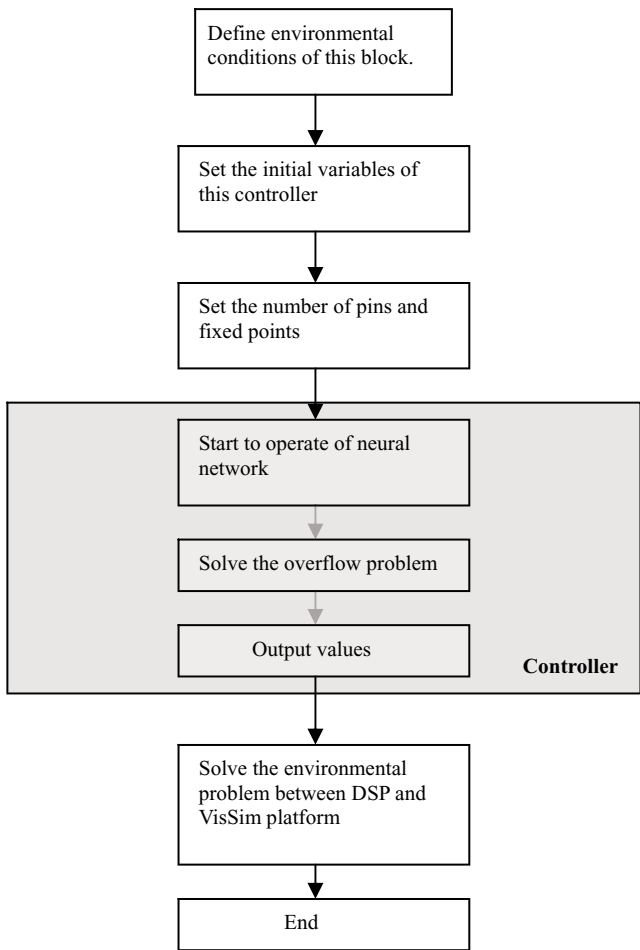 Define environmental
conditions of this block.
Set the initial variables of
this controller
Set the number of pins and
fixed points
Start to operate of neural
network
Solve the overflow problem
Output values
Controller
Solve the environmental
problem between DSP and
VisSim platform
End